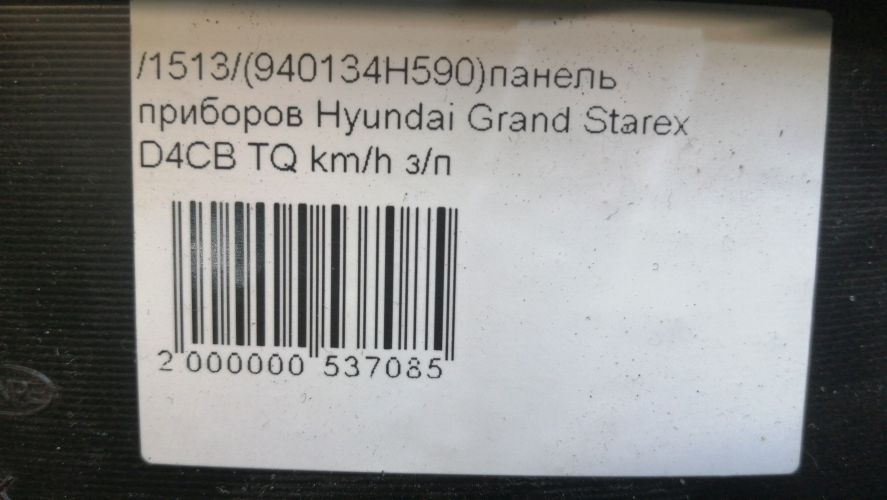 /1513/(940134H590)панель
приборов Hyundai Grand Starex
D4CB TQ km/h з/п
2 000000 537085